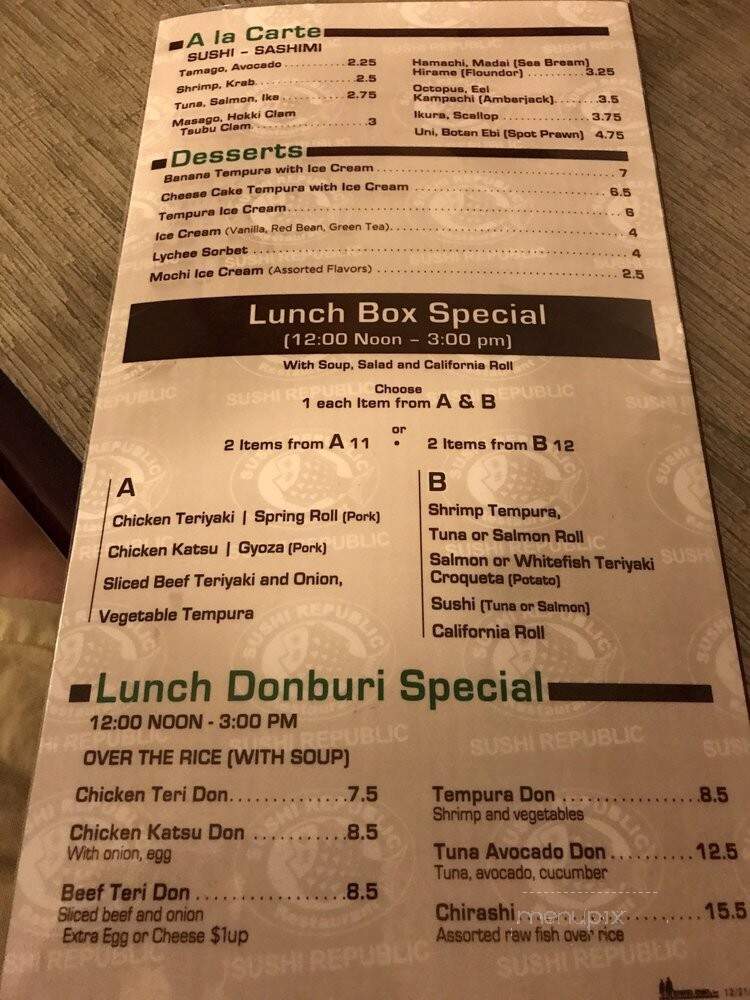 A la Carte
SUSHI - SASHIMI
Tamago, Avocado 2.25
Shrimp, Krab 2.5
Tuna, Salmon, Ika 2.75
Masago, Hokki Clam
Tsubu Clam 3
Hamachi, Madai (Sea Bream)
Hirame (Floundor) 3.25
Octopus, Eel
Kampachi (Amberjack) 3.5
Ikura, Scallop 3.75
Uni, Botan Ebi (Spot Prawn) 4.75
Desserts
Banana Tempura with Ice Cream 7
Cheese Cake Tempura with Ice Cream 6.5
Tempura Ice Cream 6
Ice Cream (Vanilla, Red Bean, Green Tea) 4
Lychee Sorbet 4
Mochi Ice Cream (Assorted Flavors) 2.5
Lunch Box Special
(12:00 Noon - 3:00 pm)
With Soup, Salad and California Roll
Choose
1 each Item from A & B
or
2 Items from A 11 • 2 Items from B 12
A
Chicken Teriyaki | Spring Roll (Pork)
Chicken Katsu | Gyoza (Pork)
Sliced Beef Teriyaki and Onion,
Vegetable Tempura
B
Shrimp Tempura,
Tuna or Salmon Roll
Salmon or Whitefish Teriyaki
Croqueta (Potato)
Sushi (Tuna or Salmon)
California Roll
Lunch Donburi Special
12:00 NOON - 3:00 PM
OVER THE RICE (WITH SOUP)
Chicken Teri Don 7.5
Chicken Katsu Don 8.5
With onion, egg
Beef Teri Don 8.5
Sliced beef and onion
Extra Egg or Cheese $1up
Tempura Don 8.5
Shrimp and vegetables
Tuna Avocado Don 12.5
Tuna, avocado, cucumber
Chirashi 15.5
Assorted raw fish over rice
menupix
SUSHI REPUBLIC